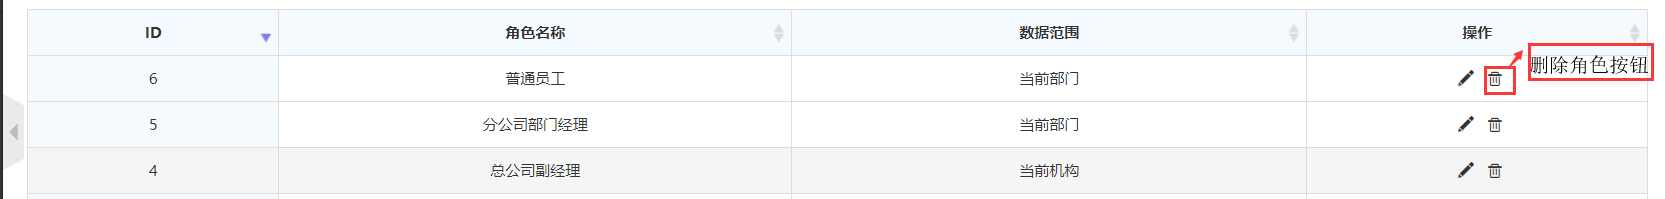 ID 角色名称 数据范围 操作
6 普通员工 当前部门
删除角色按钮
5 分公司部门经理 当前部门
4 总公司副经理 当前机构